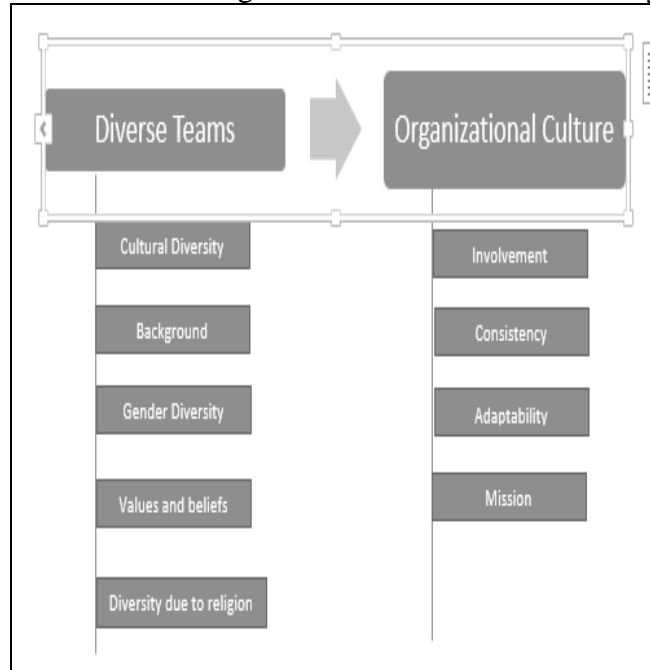 Diverse Teams
Organizational Culture
Cultural Diversity
Background
Gender Diversity
Values and beliefs
Diversity due to religion
Involvement
Consistency
Adaptability
Mission